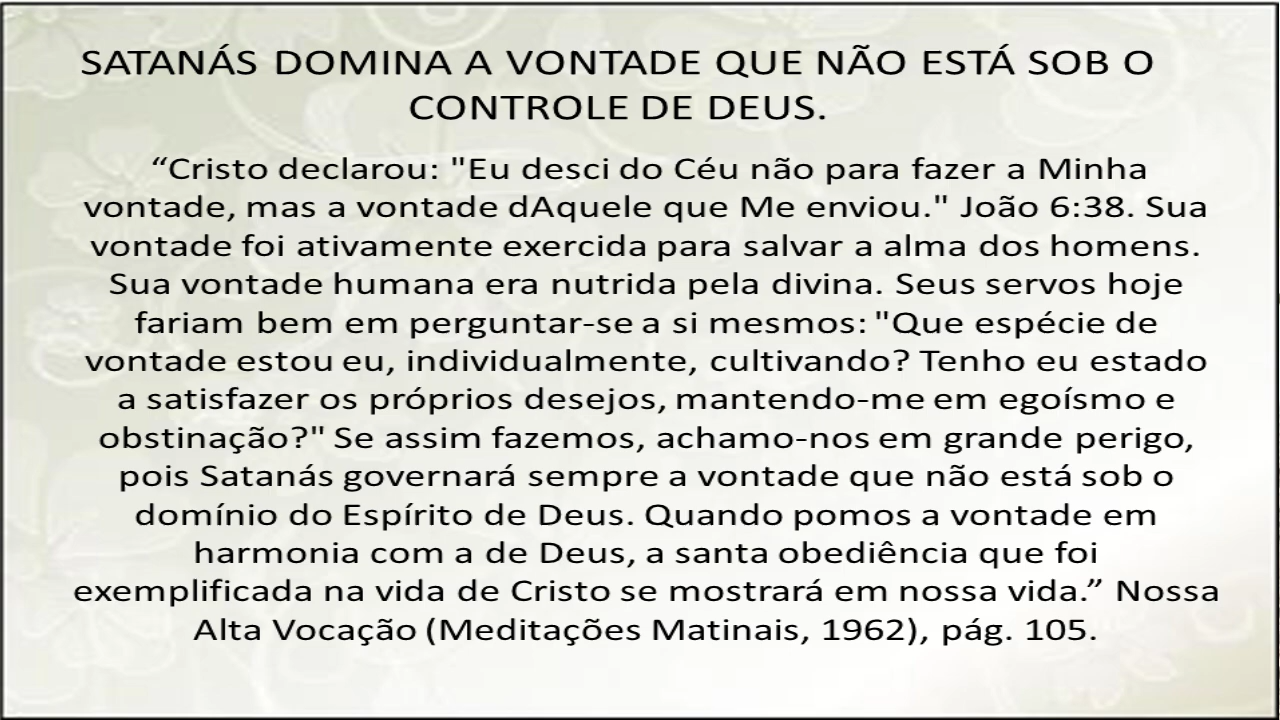 SATANÁS DOMINA A VONTADE QUE NÃO ESTÁ SOB O
CONTROLE DE DEUS.
“Cristo declarou: "Eu desci do Céu não para fazer a Minha
vontade, mas a vontade dAquele que Me enviou." João 6:38. Sua
vontade foi ativamente exercida para salvar a alma dos homens.
Sua vontade humana era nutrida pela divina. Seus servos hoje
fariam bem em perguntar-se a si mesmos: "Que espécie de
vontade estou eu, individualmente, cultivando? Tenho eu estado
a satisfazer os próprios desejos, mantendo-me em egoísmo e
obstinação?" Se assim fazemos, achamo-nos em grande perigo,
pois Satanás governará sempre a vontade que não está sob o
domínio do Espírito de Deus. Quando pomos a vontade em
harmonia com a de Deus, a santa obediência que foi
exemplificada na vida de Cristo se mostrará em nossa vida.” Nossa
Alta Vocação (Meditações Matinais, 1962), pág. 105.